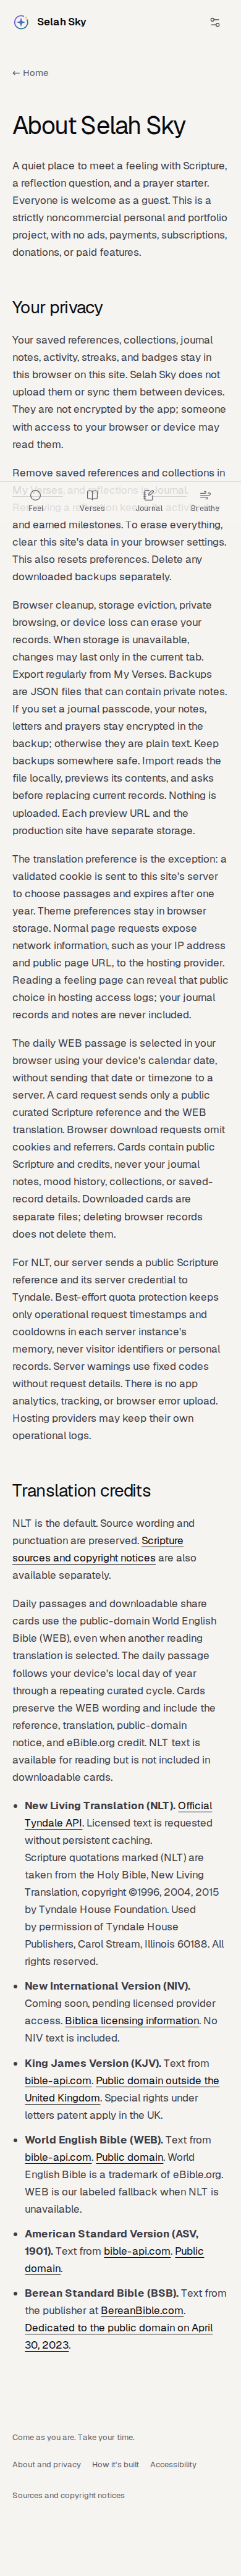 Selah Sky
← Home
About Selah Sky
A quiet place to meet a feeling with Scripture,
a reflection question, and a prayer starter.
Everyone is welcome as a guest. This is a
strictly noncommercial personal and portfolio
project, with no ads, payments, subscriptions,
donations, or paid features.
Your privacy
Your saved references, collections, journal
notes, activity, streaks, and badges stay in
this browser on this site. Selah Sky does not
upload them or sync them between devices.
They are not encrypted by the app; someone
with access to your browser or device may
read them.
Remove saved references and collections in
My Verses, and reflections in Journal.
Feel
Verses
Journal
Breathe
and earned milestones. To erase everything,
clear this site's data in your browser settings.
This also resets preferences. Delete any
downloaded backups separately.
Browser cleanup, storage eviction, private
browsing, or device loss can erase your
records. When storage is unavailable,
changes may last only in the current tab.
Export regularly from My Verses. Backups
are JSON files that can contain private notes.
If you set a journal passcode, your notes,
letters and prayers stay encrypted in the
backup; otherwise they are plain text. Keep
backups somewhere safe. Import reads the
file locally, previews its contents, and asks
before replacing current records. Nothing is
uploaded. Each preview URL and the
production site have separate storage.
The translation preference is the exception: a
validated cookie is sent to this site's server
to choose passages and expires after one
year. Theme preferences stay in browser
storage. Normal page requests expose
network information, such as your IP address
and public page URL, to the hosting provider.
Reading a feeling page can reveal that public
choice in hosting access logs; your journal
records and notes are never included.
The daily WEB passage is selected in your
browser using your device's calendar date,
without sending that date or timezone to a
server. A card request sends only a public
curated Scripture reference and the WEB
translation. Browser download requests omit
cookies and referrers. Cards contain public
Scripture and credits, never your journal
notes, mood history, collections, or saved-
record details. Downloaded cards are
separate files; deleting browser records
does not delete them.
For NLT, our server sends a public Scripture
reference and its server credential to
Tyndale. Best-effort quota protection keeps
only operational request timestamps and
cooldowns in each server instance's
memory, never visitor identifiers or personal
records. Server warnings use fixed codes
without request details. There is no app
analytics, tracking, or browser error upload.
Hosting providers may keep their own
operational logs.
Translation credits
NLT is the default. Source wording and
punctuation are preserved. Scripture
sources and copyright notices are also
available separately.
Daily passages and downloadable share
cards use the public-domain World English
Bible (WEB), even when another reading
translation is selected. The daily passage
follows your device's local day of year
through a repeating curated cycle. Cards
preserve the WEB wording and include the
reference, translation, public-domain
notice, and eBible.org credit. NLT text is
available for reading but is not included in
downloadable cards.
• New Living Translation (NLT). Official
Tyndale API. Licensed text is requested
without persistent caching.
Scripture quotations marked (NLT) are
taken from the Holy Bible, New Living
Translation, copyright ©1996, 2004, 2015
by Tyndale House Foundation. Used
by permission of Tyndale House
Publishers, Carol Stream, Illinois 60188. All
rights reserved.
• New International Version (NIV).
Coming soon, pending licensed provider
access. Biblica licensing information. No
NIV text is included.
• King James Version (KJV). Text from
bible-api.com. Public domain outside the
United Kingdom. Special rights under
letters patent apply in the UK.
• World English Bible (WEB). Text from
bible-api.com. Public domain. World
English Bible is a trademark of eBible.org.
WEB is our labeled fallback when NLT is
unavailable.
• American Standard Version (ASV,
1901). Text from bible-api.com. Public
domain.
• Berean Standard Bible (BSB). Text from
the publisher at BereanBible.com.
Dedicated to the public domain on April
30, 2023.
Come as you are. Take your time.
About and privacy
How it's built
Accessibility
Sources and copyright notices